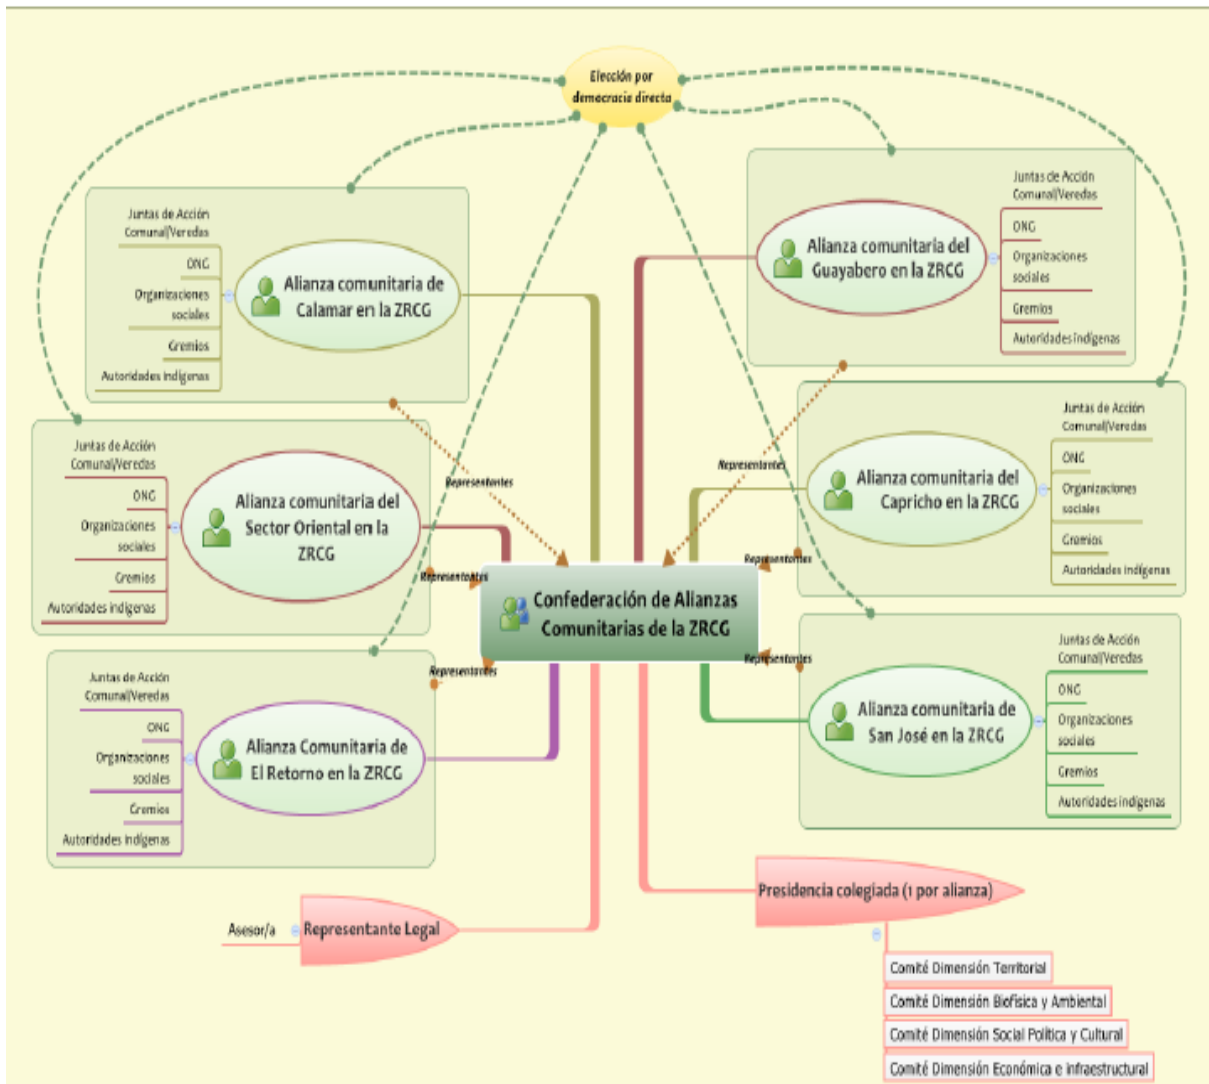 Elección por
democracia directa
Juntas de Acción
Comunal/Veredas
ONG
Organizaciones
sociales
Gremios
Autoridades indígenas
Alianza comunitaria de
Calamar en la ZRCG
Juntas de Acción
Comunal/Veredas
ONG
Organizaciones
sociales
Gremios
Autoridades indígenas
Alianza comunitaria del
Guayabero en la ZRCG
Representantes
Representantes
Juntas de Acción
Comunal/Veredas
ONG
Organizaciones
sociales
Gremios
Autoridades indígenas
Alianza comunitaria del
Sector Oriental en la
ZRCG
Representantes
Juntas de Acción
Comunal/Veredas
ONG
Organizaciones
sociales
Gremios
Autoridades indígenas
Alianza comunitaria del
Capricho en la ZRCG
Representantes
Confederación de Alianzas
Comunitarias de la ZRCG
Juntas de Acción
Comunal/Veredas
ONG
Organizaciones
sociales
Gremios
Autoridades Indígenas
Alianza Comunitaria de
El Retorno en la ZRCG
Representantes
Juntas de Acción
Comunal/Veredas
ONG
Organizaciones
sociales
Gremios
Autoridades indígenas
Alianza comunitaria de
San José en la ZRCG
Representantes
Asesor/a
Representante Legal
Presidencia colegiada (1 por alianza)
Comité Dimensión Territorial
Comité Dimensión Biofísica y Ambiental
Comité Dimensión Social Política y Cultural
Comité Dimensión Económica e infraestructural